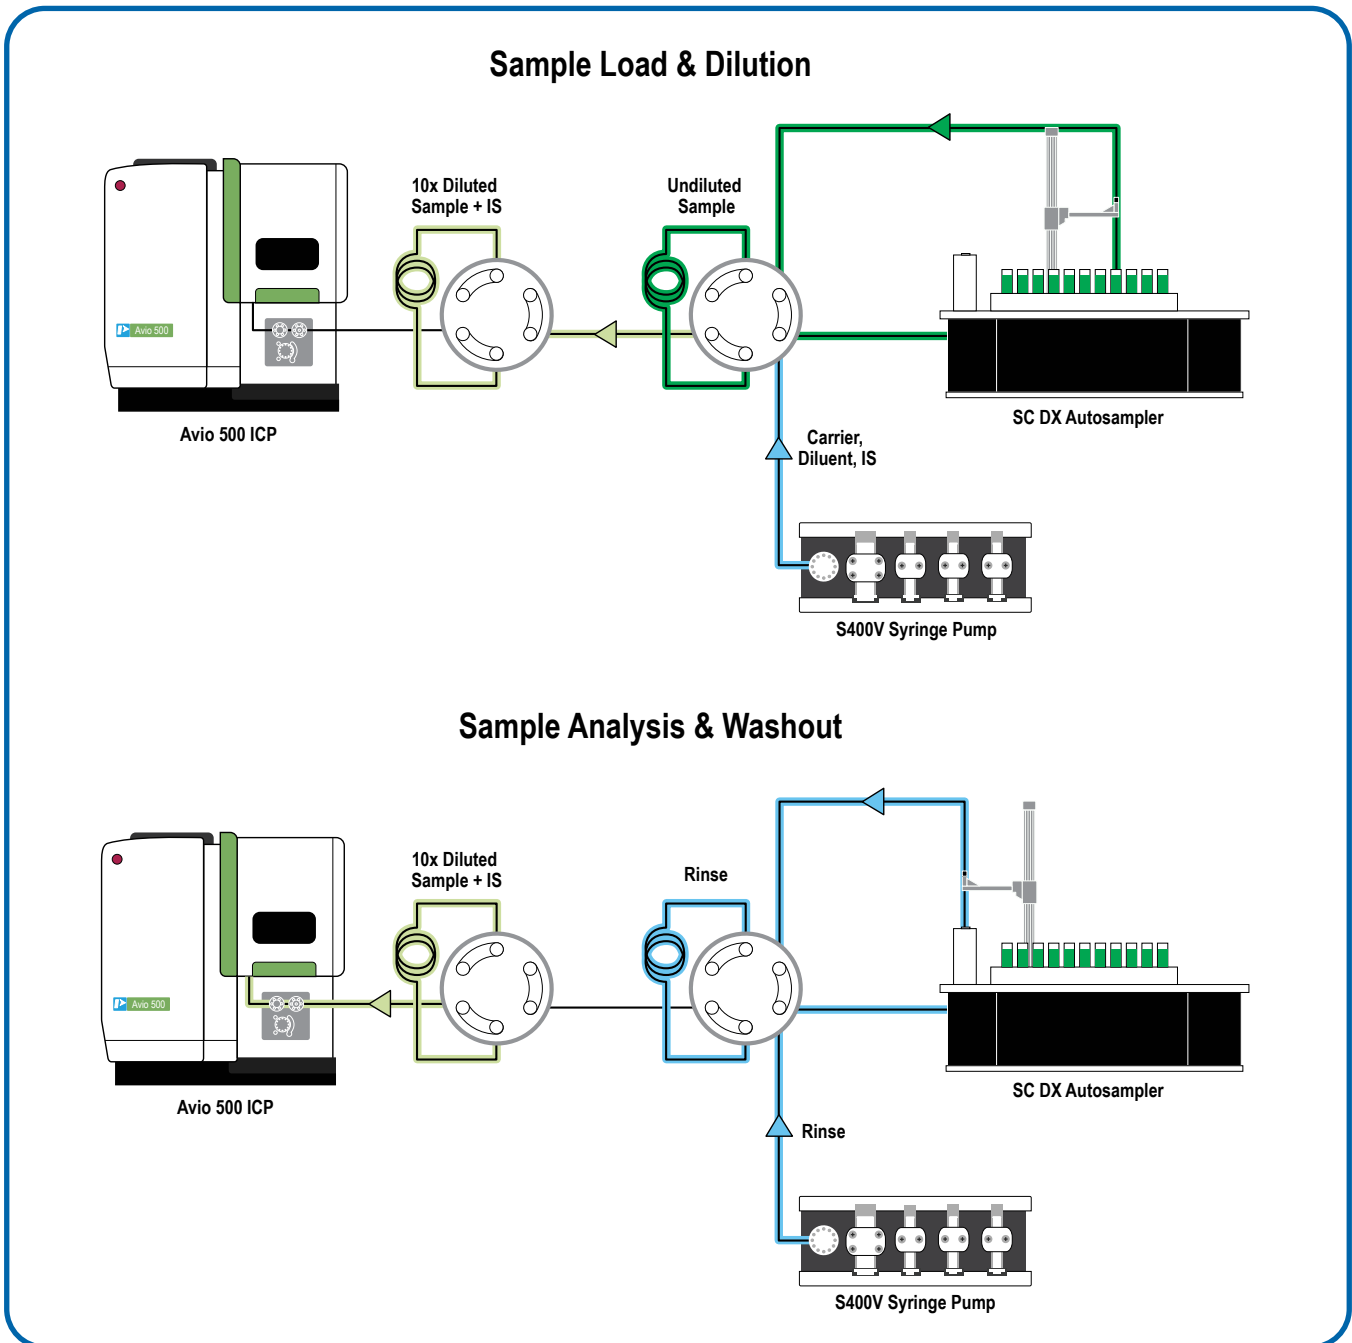 Sample Load & Dilution
10x Diluted
Sample + IS
Undiluted
Sample
Avio 500
Avio 500 ICP
SC DX Autosampler
Carrier,
Diluent, IS
S400V Syringe Pump
Sample Analysis & Washout
10x Diluted
Sample + IS
Rinse
Avio 500
Avio 500 ICP
SC DX Autosampler
Rinse
S400V Syringe Pump